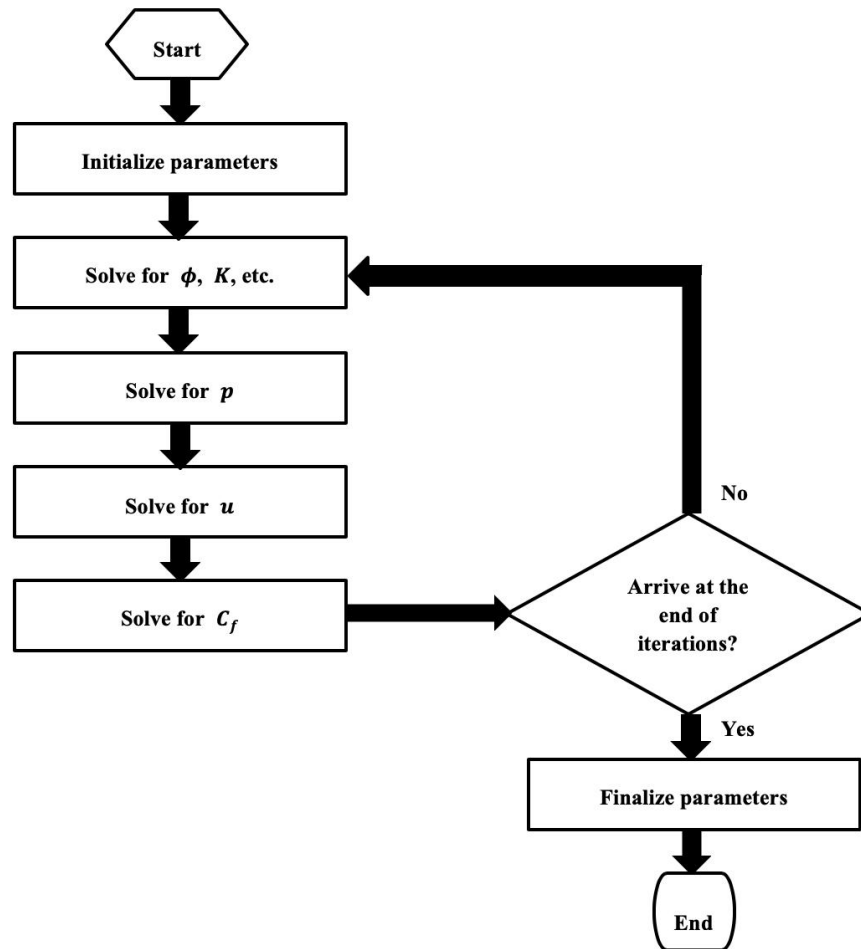 Start
Initialize parameters
Solve for ϕ, K, etc.
Solve for p
Solve for u
Solve for C_f
No
Arrive at the
end of
iterations?
Yes
Finalize parameters
End